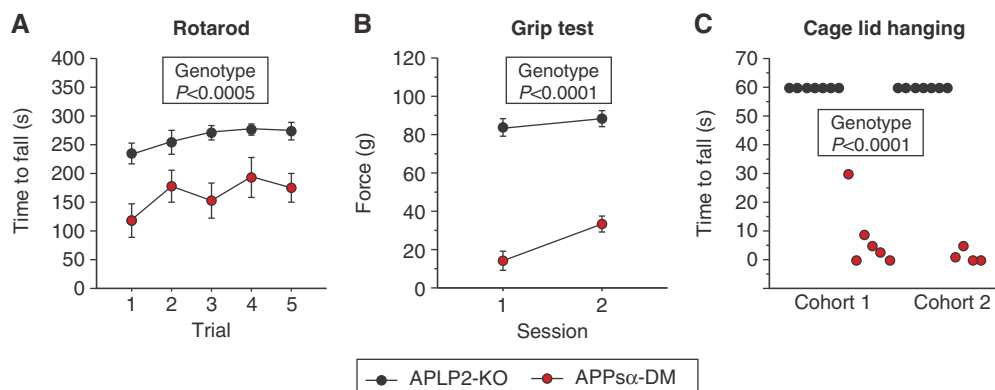 A
Rotarod
Time to fall (s)
400
350
300
250
200
150
100
50
0
Genotype
P<0.0005
1 2 3 4 5
Trial
B
Grip test
Force (g)
120
100
80
60
40
20
0
Genotype
P<0.0001
1 2
Session
C
Cage lid hanging
Time to fall (s)
70
60
50
40
30
20
10
0
Genotype
P<0.0001
Cohort 1 Cohort 2
APLP2-KO APPsα-DM